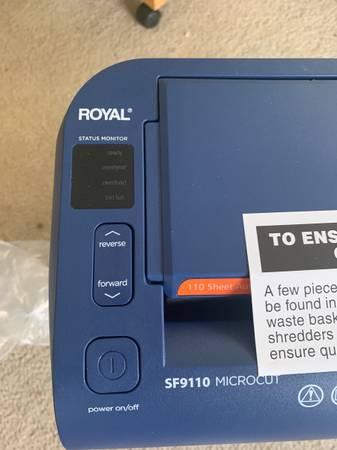 ROYAL®
STATUS MONITOR
ready
overheat
overload
bin full
reverse
forward
power on/off
110 Sheet Au
SF9110 MICROCUT
TO ENS
A few piece
be found in
waste bask
shredders
ensure qu